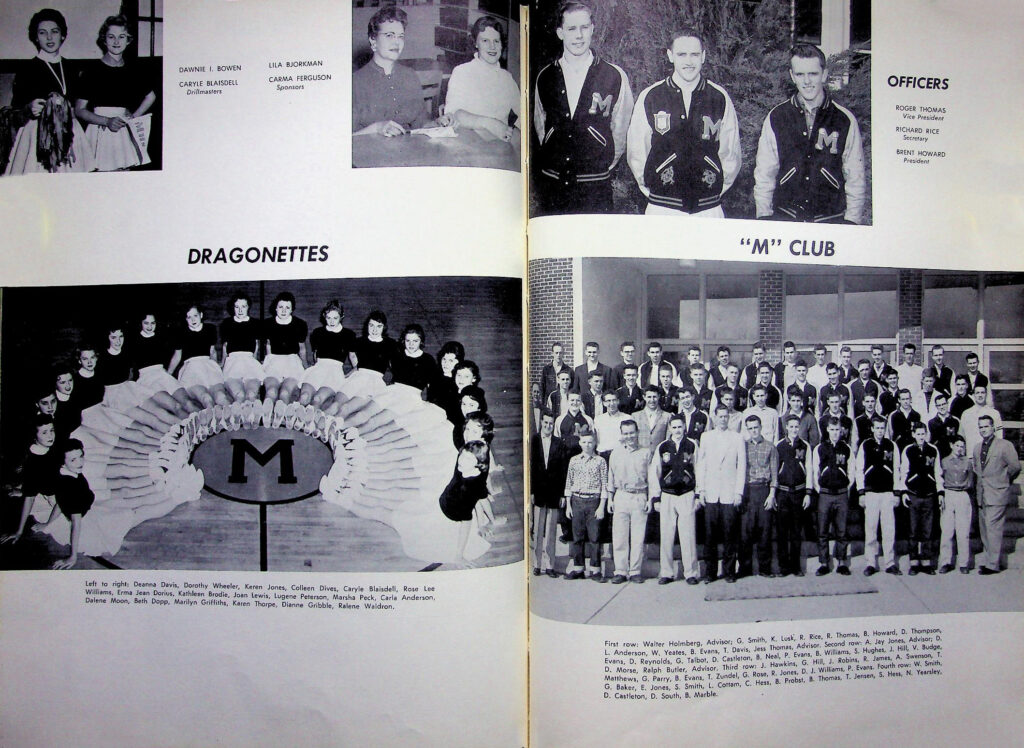 DAWNIE I. BOWEN
CARYLE BLAISDELL
Drillmasters
LILA BJORKMAN
CARMA FERGUSON
Sponsors
DRAGONETTES
M
Left to right: Deanna Davis, Dorothy Wheeler, Keren Jones, Colleen Dives, Caryle Blaisdell, Rose Lee
Williams, Erma Jean Dorius, Kathleen Brodie, Joan Lewis, Lugene Peterson, Marsha Peck, Carla Anderson,
Dalene Moon, Beth Dopp, Marilyn Griffiths, Karen Thorpe, Dianne Gribble, Ralene Waldron.
M
M
M
OFFICERS
ROGER THOMAS
Vice President
RICHARD RICE
Secretary
BRENT HOWARD
President
"M" CLUB
First row: Walter Holmberg, Advisor; G. Smith, K. Lusk, R. Rice, R. Thomas, B. Howard, D. Thompson,
L. Anderson, W. Yeates, B. Evans, T. Davis, Jess Thomas, Advisor. Second row: A. Jay Jones, Advisor; D.
Evans, D. Reynolds, G. Talbot, D. Castleton, B. Neal, P. Evans, B. Williams, S. Hughes, J. Hill, V. Budge,
D. Morse, Ralph Butler, Advisor. Third row: J. Hawkins, G. Hill, J. Robins, R. James, A. Swenson, T.
Matthews, G. Parry, B. Evans, T. Zundel, G. Rose, R. Jones, D. J. Williams, P. Evans. Fourth row: W. Smith,
G. Baker, E. Jones, S. Smith, L. Cottam, C. Hess, B. Probst, B. Thomas, T. Jensen, S. Hess, N. Yearsley,
D. Castleton, D. South, B. Marble.